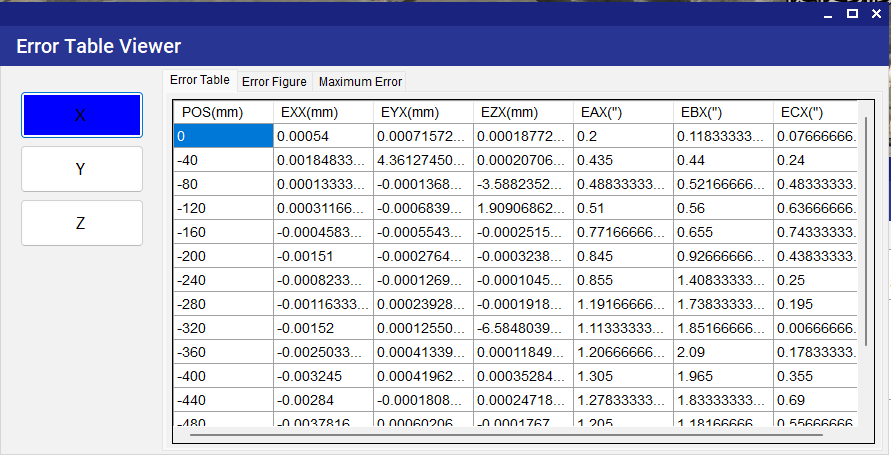 Error Table Viewer
Error Table Error Figure Maximum Error
X
Y
Z
POS(mm) EXX(mm) EYX(mm) EZX(mm) EAX(") EBX(") ECX(")
0 0.00054 0.00071572... 0.00018772... 0.2 0.11833333... 0.07666666.
-40 0.00184833... 4.36127450... 0.00020706... 0.435 0.44 0.24
-80 0.00013333... -0.0001368... -3.5882352... 0.48833333... 0.52166666... 0.48333333.
-120 0.00031166... -0.0006839... 1.90906862... 0.51 0.56 0.63666666.
-160 -0.0004583... -0.0005543... -0.0002515... 0.77166666... 0.655 0.74333333.
-200 -0.00151 -0.0002764... -0.0003238... 0.845 0.92666666... 0.43833333.
-240 -0.0008233... -0.0001269... -0.0001045... 0.855 1.40833333... 0.25
-280 -0.00116333... 0.00023928... -0.0001918... 1.19166666... 1.73833333... 0.195
-320 -0.00152 0.00012550... -6.5848039... 1.11333333... 1.85166666... 0.00666666.
-360 -0.0025033... 0.00041339... 0.00011849... 1.20666666... 2.09 0.17833333.
-400 -0.003245 0.00041962... 0.00035284... 1.305 1.965 0.355
-440 -0.00284 -0.0001808... 0.00024718... 1.27833333... 1.83333333... 0.69
-480 -0.0037816... 0.00060206... -0.0001767... 1.205 1.18166666... 0.55666666.